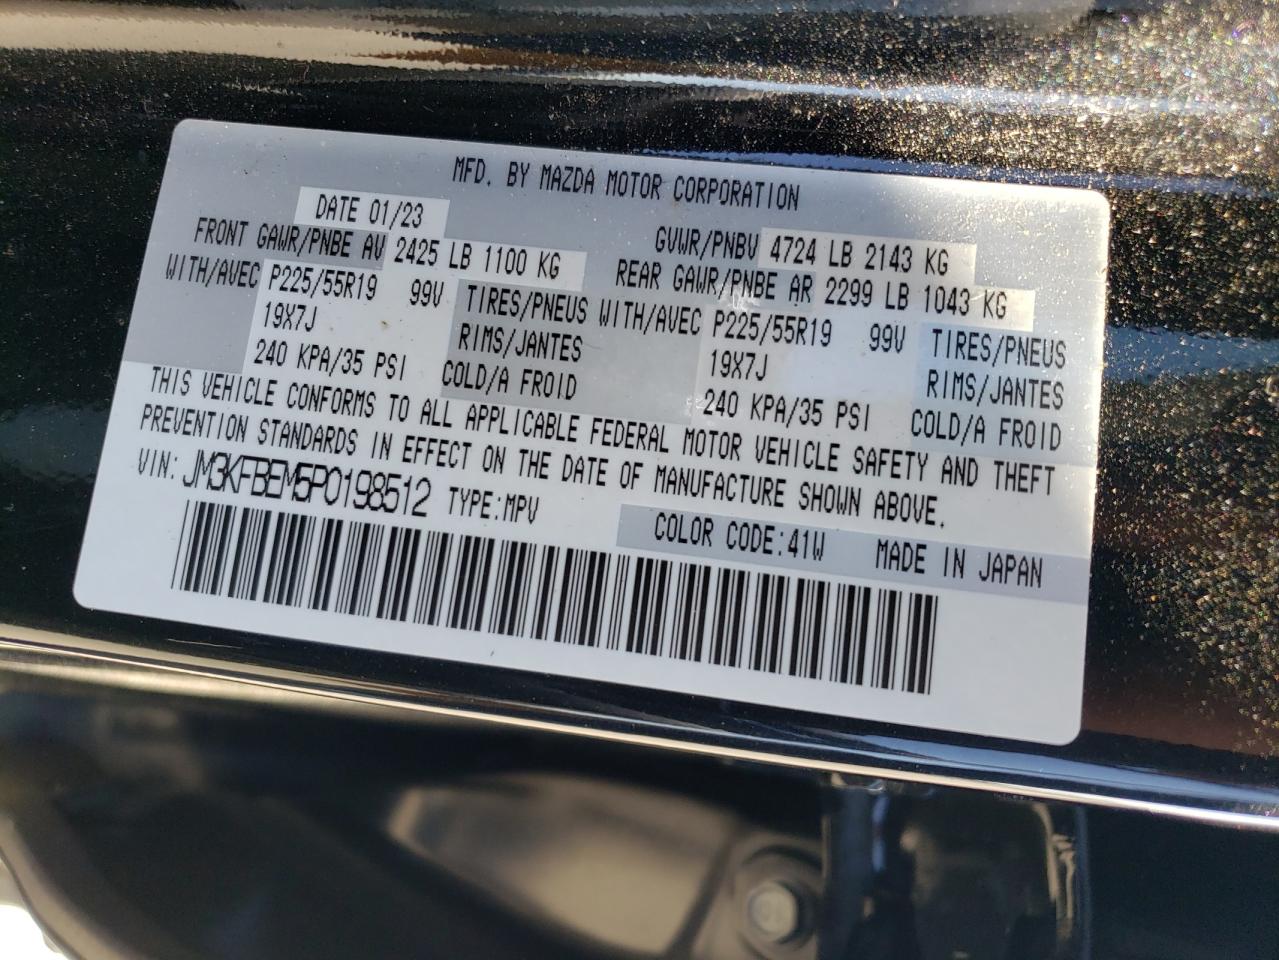 MFD. BY MAZDA MOTOR CORPORATION
DATE 01/23
FRONT GAWR/PNBE AV 2425 LB 1100 KG
WITH/AVEC P225/55R19 99V TIRES/PNEUS
19X7J RIMS/JANTES
240 KPA/35 PSI COLD/A FROID
GVWR/PNBV 4724 LB 2143 KG
REAR GAWR/PNBE AR 2299 LB 1043 KG
WITH/AVEC P225/55R19 99V TIRES/PNEUS
19X7J RIMS/JANTES
240 KPA/35 PSI COLD/A FROID
THIS VEHICLE CONFORMS TO ALL APPLICABLE FEDERAL MOTOR VEHICLE SAFETY AND THEFT
PREVENTION STANDARDS IN EFFECT ON THE DATE OF MANUFACTURE SHOWN ABOVE.
VIN: JM3KFBEM5P0198512 TYPE:MPV
COLOR CODE:41W MADE IN JAPAN